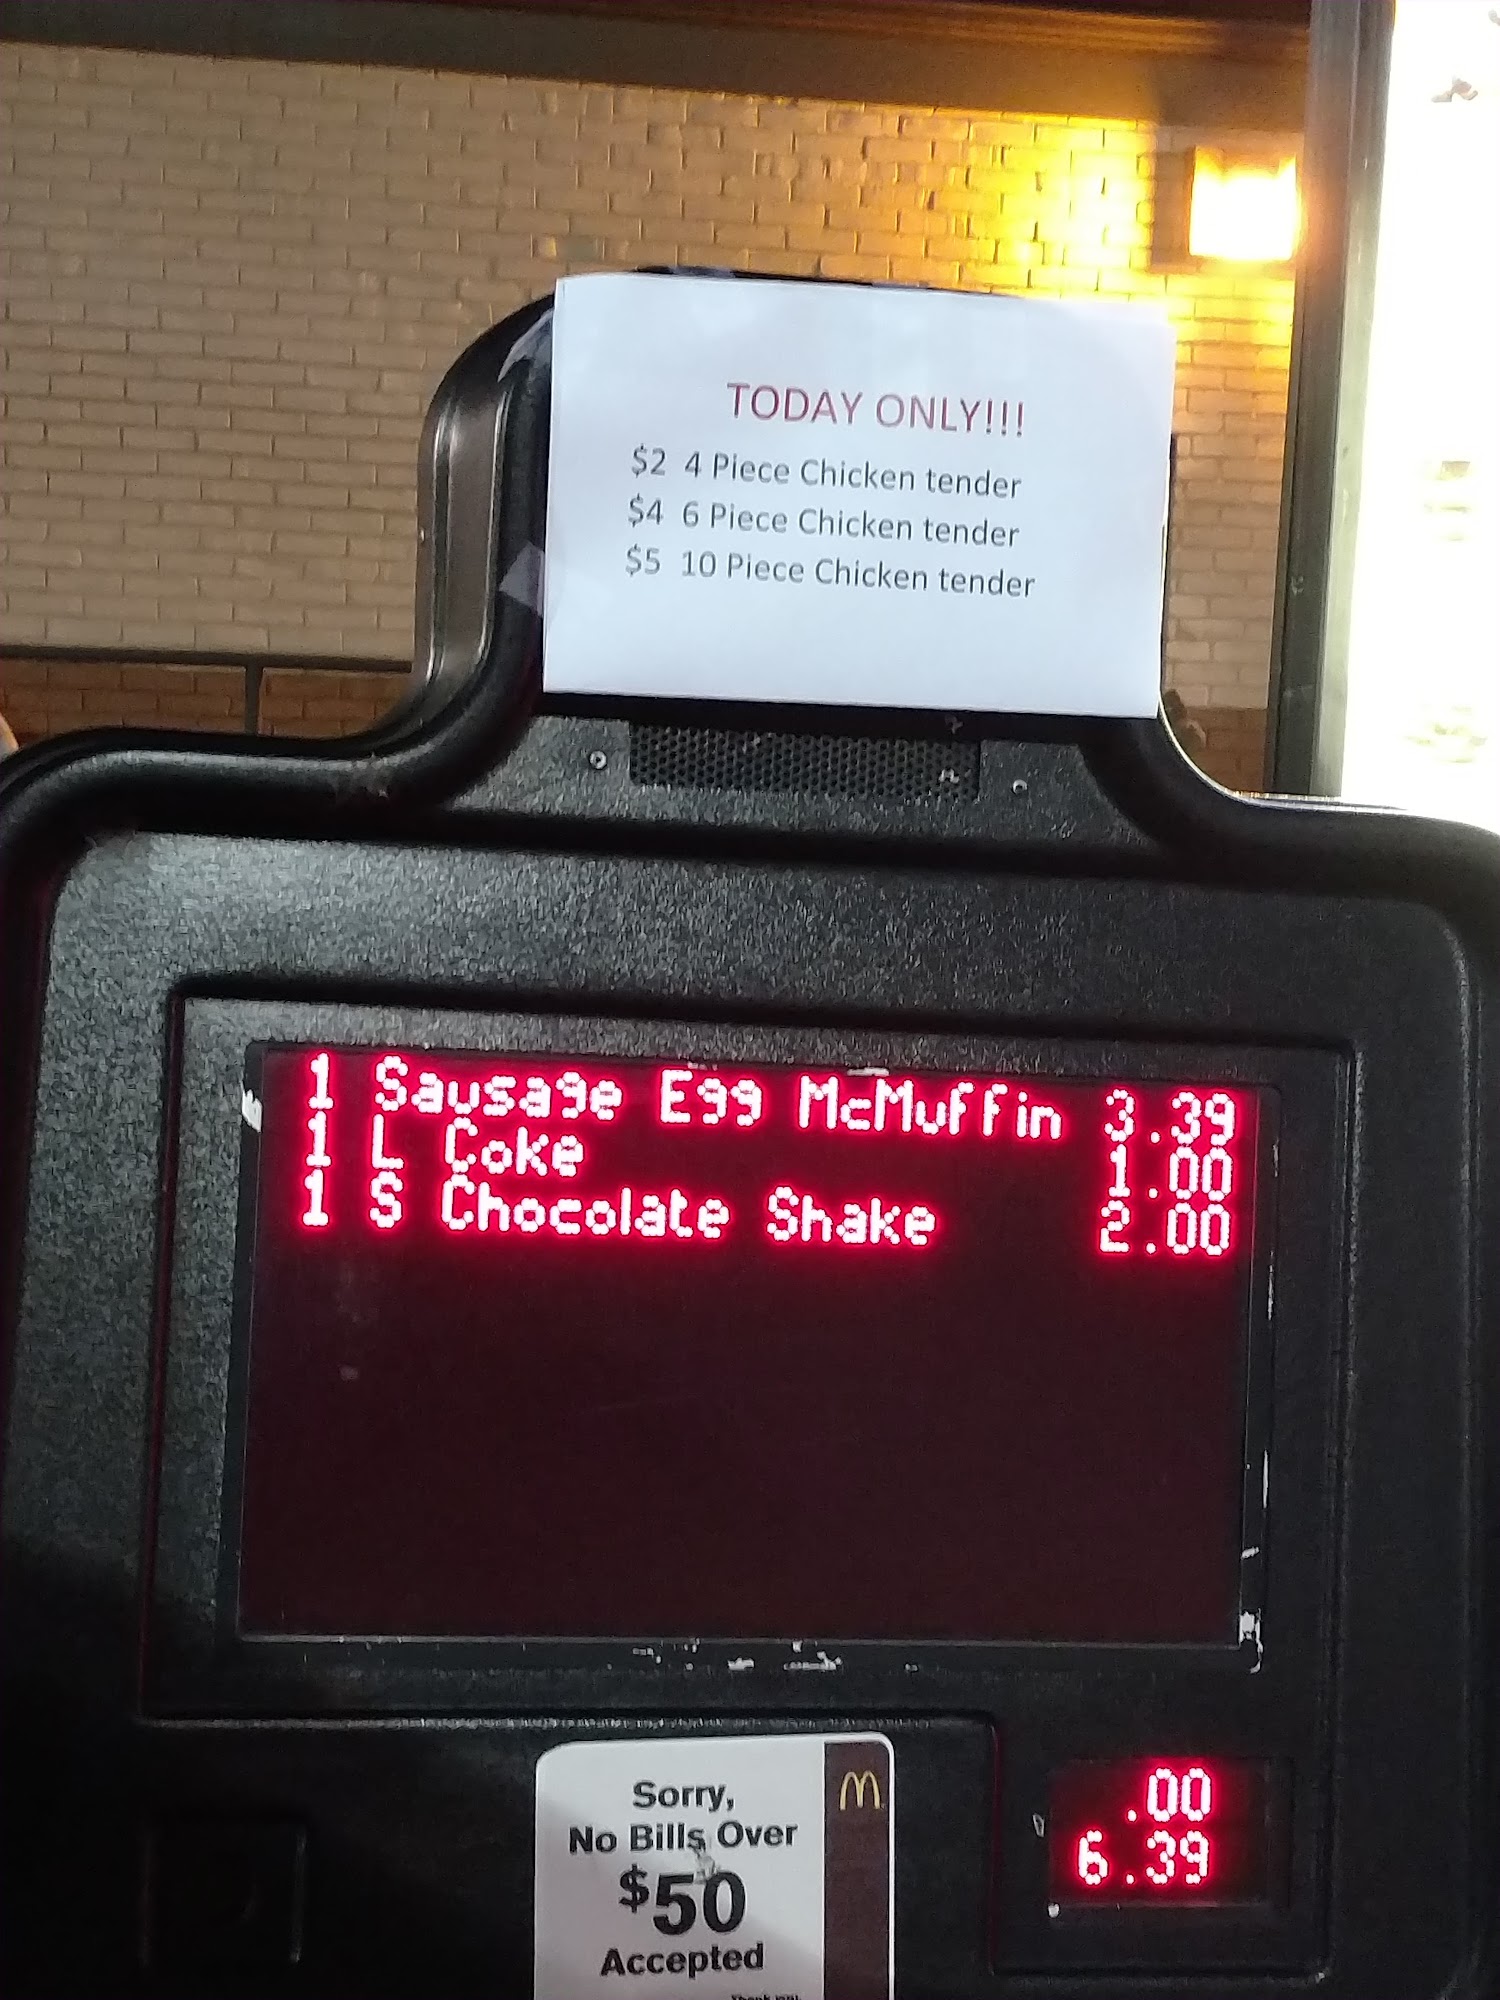 TODAY ONLY!!!
$2 4 Piece Chicken tender
$4 6 Piece Chicken tender
$5 10 Piece Chicken tender
1 Sausage Egg McMuffin 3.39
1 L Coke 1.00
1 S Chocolate Shake 2.00
.00
6.39
Sorry,
No Bills Over
$50
Accepted